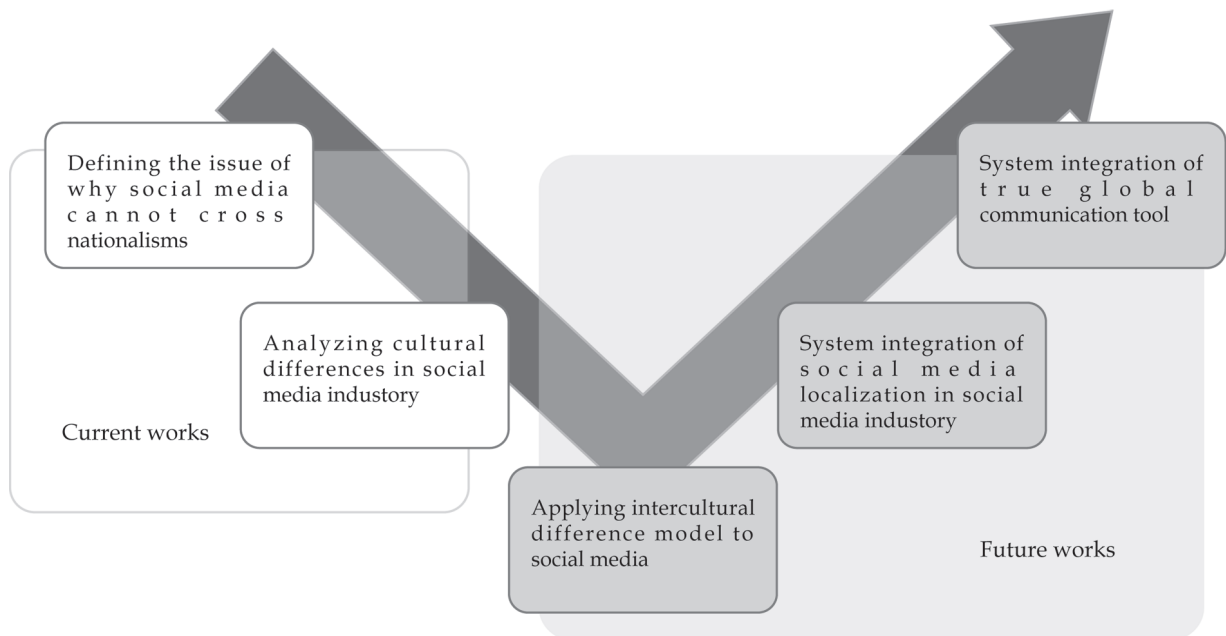 Defining the issue of
why social media
cannot cross
nationalisms
Analyzing cultural
differences in social
media industory
Current works
Applying intercultural
difference model to
social media
System integration of
social media
localization in social
media industory
System integration of
true global
communication tool
Future works